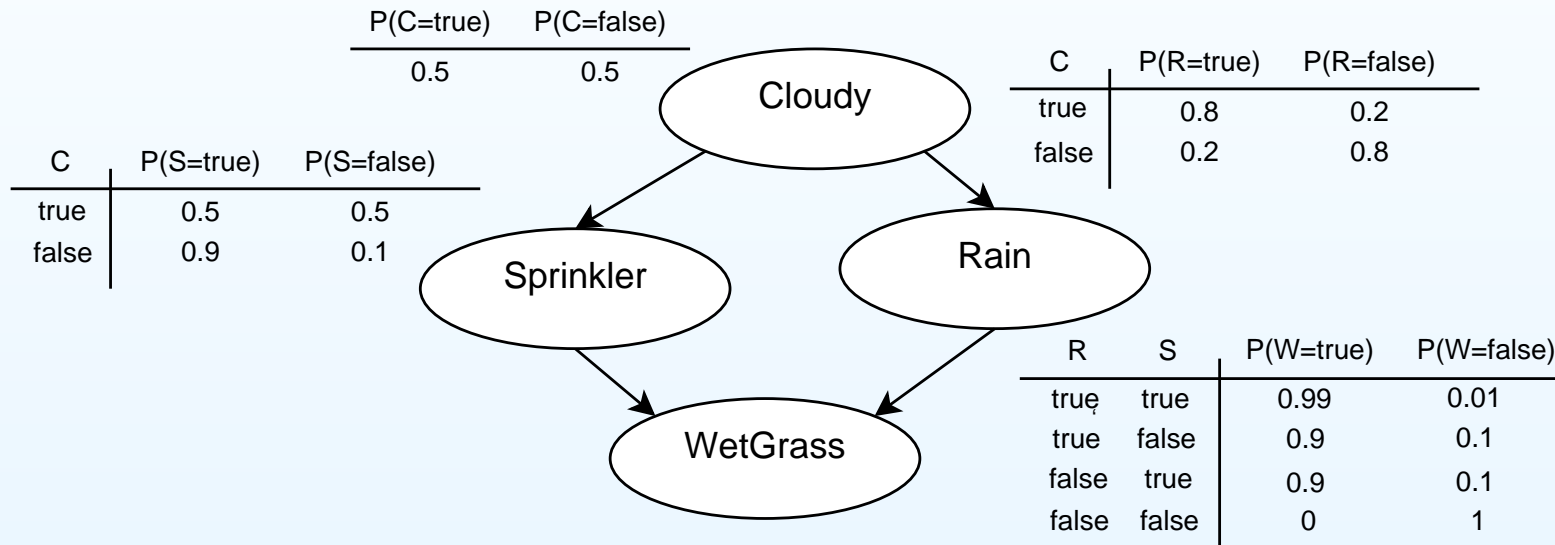 P(C=true) P(C=false)
0.5 0.5
Cloudy
C P(R=true) P(R=false)
true 0.8 0.2
false 0.2 0.8
C P(S=true) P(S=false)
true 0.5 0.5
false 0.9 0.1
Sprinkler
Rain
R S P(W=true) P(W=false)
true true 0.99 0.01
true false 0.9 0.1
false true 0.9 0.1
false false 0 1
WetGrass